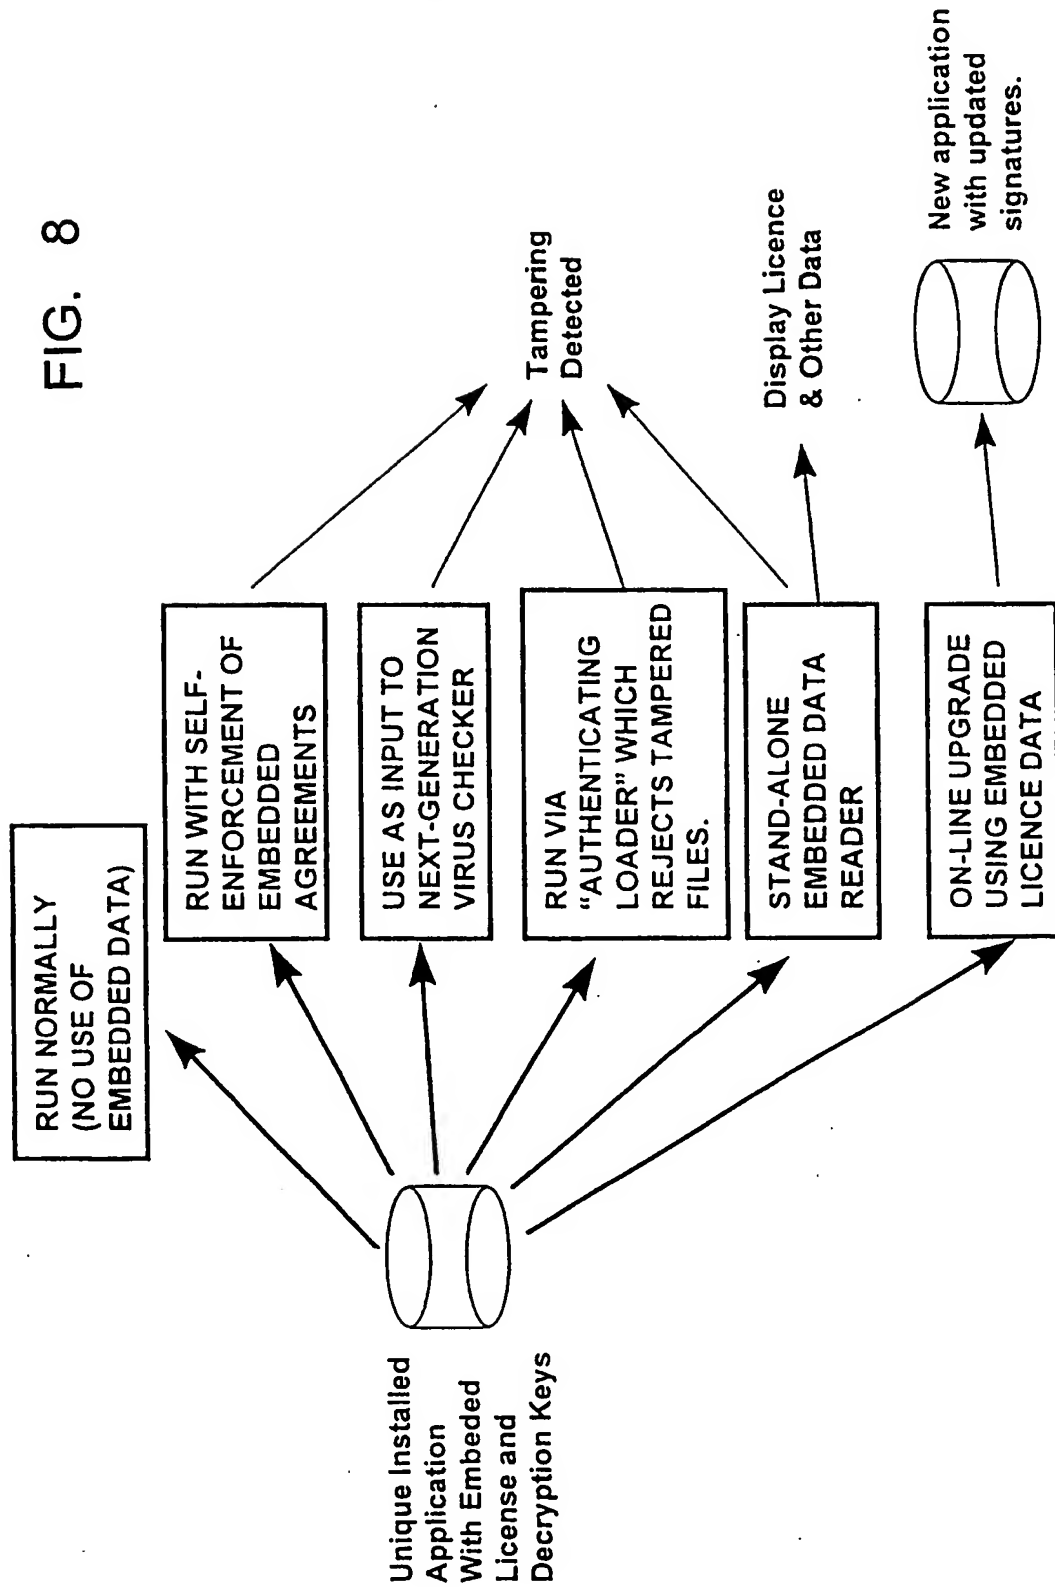 FIG. 8
Unique Installed
Application
With Embeded
License and
Decryption Keys
RUN NORMALLY
(NO USE OF
EMBEDDED DATA)
RUN WITH SELF-
ENFORCEMENT OF
EMBEDDED
AGREEMENTS
USE AS INPUT TO
NEXT-GENERATION
VIRUS CHECKER
RUN VIA
“AUTHENTICATING
LOADER” WHICH
REJECTS TAMPERED
FILES.
STAND-ALONE
EMBEDDED DATA
READER
ON-LINE UPGRADE
USING EMBEDDED
LICENCE DATA
Tampering
Detected
Display Licence
& Other Data
New application
with updated
signatures.